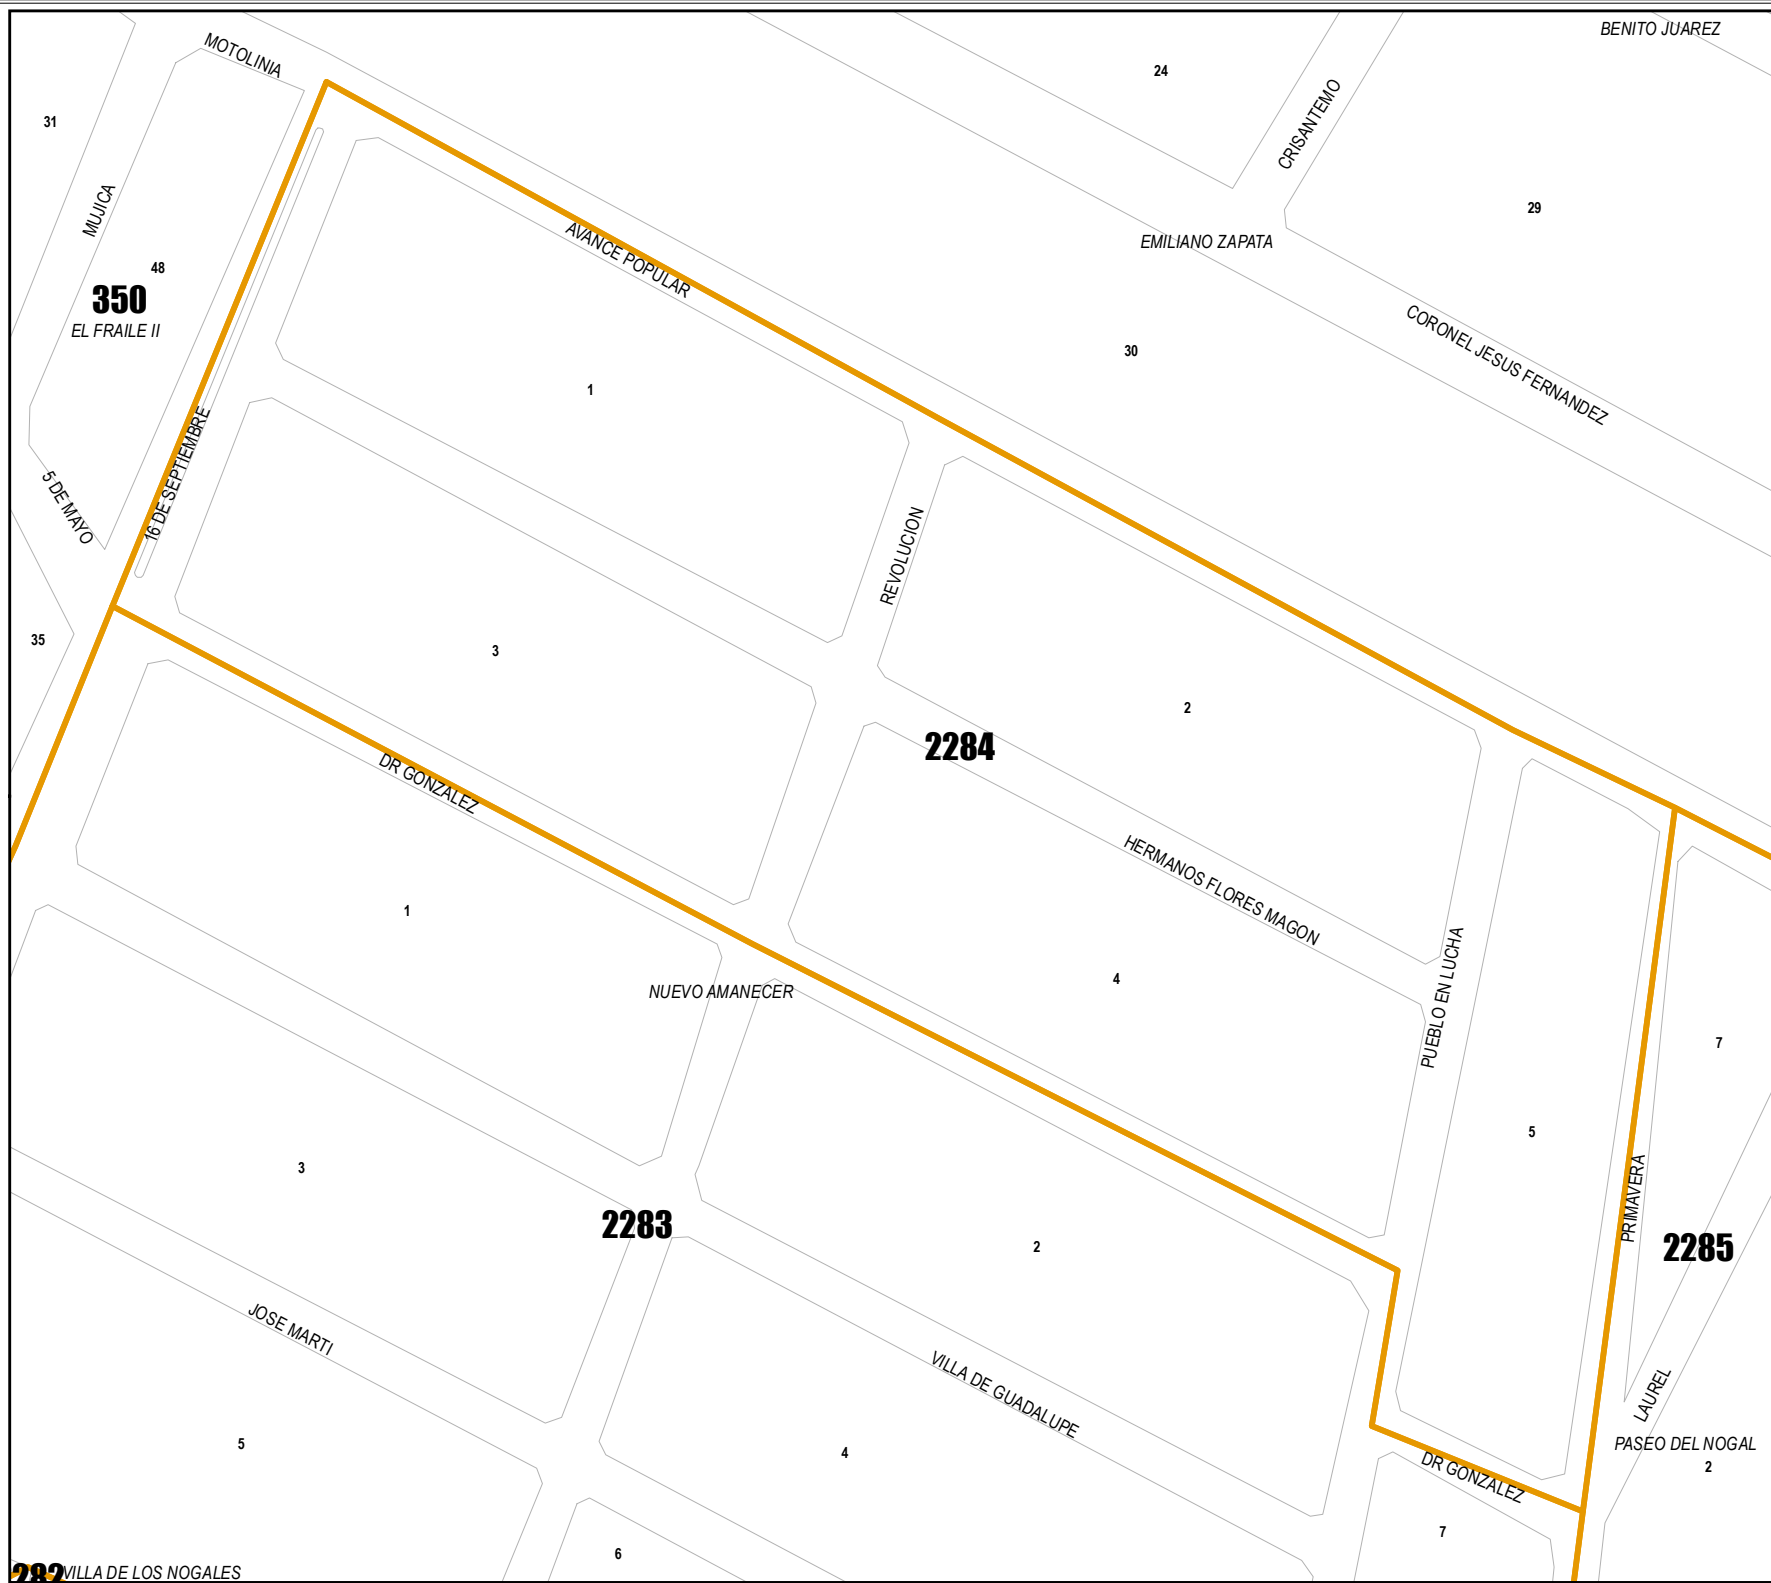 BENITO JUAREZ
MOTOLINIA
24
CRISANTEMO
31
MUJICA
29
AVANCE POPULAR
EMILIANO ZAPATA
48
350
EL FRAILE II
30
CORONEL JESUS FERNANDEZ
1
16 DE SEPTIEMBRE
5 DE MAYO
REVOLUCION
35
3
2
2284
DR GONZALEZ
HERMANOS FLORES MAGON
1
NUEVO AMANECER
4
PUEBLO EN LUCHA
7
5
3
PRIMAVERA
2283
2
2285
JOSE MARTI
VILLA DE GUADALUPE
LAUREL
5
4
PASEO DEL NOGAL
2
DR GONZALEZ
7
6
282
VILLA DE LOS NOGALES